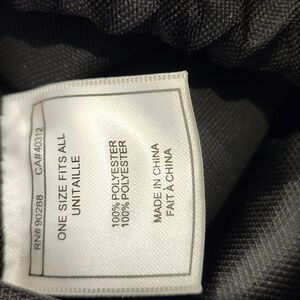 RN# 90288 CA# 40312
ONE SIZE FITS ALL
UNITAILLE
100% POLYESTER
100% POLYESTER
MADE IN CHINA
FAIT À CHINA